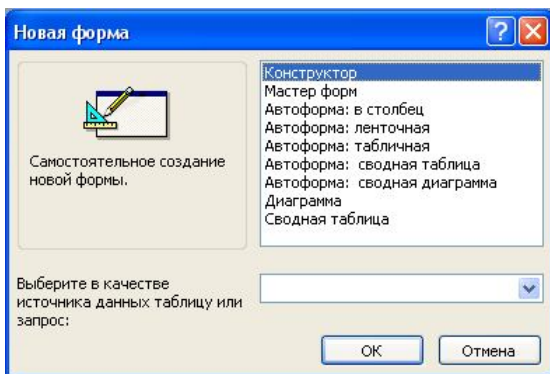 Новая форма
Самостоятельное создание
новой формы.
Конструктор
Мастер форм
Автоформа: в столбец
Автоформа: ленточная
Автоформа: табличная
Автоформа:  сводная таблица
Автоформа:  сводная диаграмма
Диаграмма
Сводная таблица
Выберите в качестве
источника данных таблицу или
запрос:
ОК
Отмена